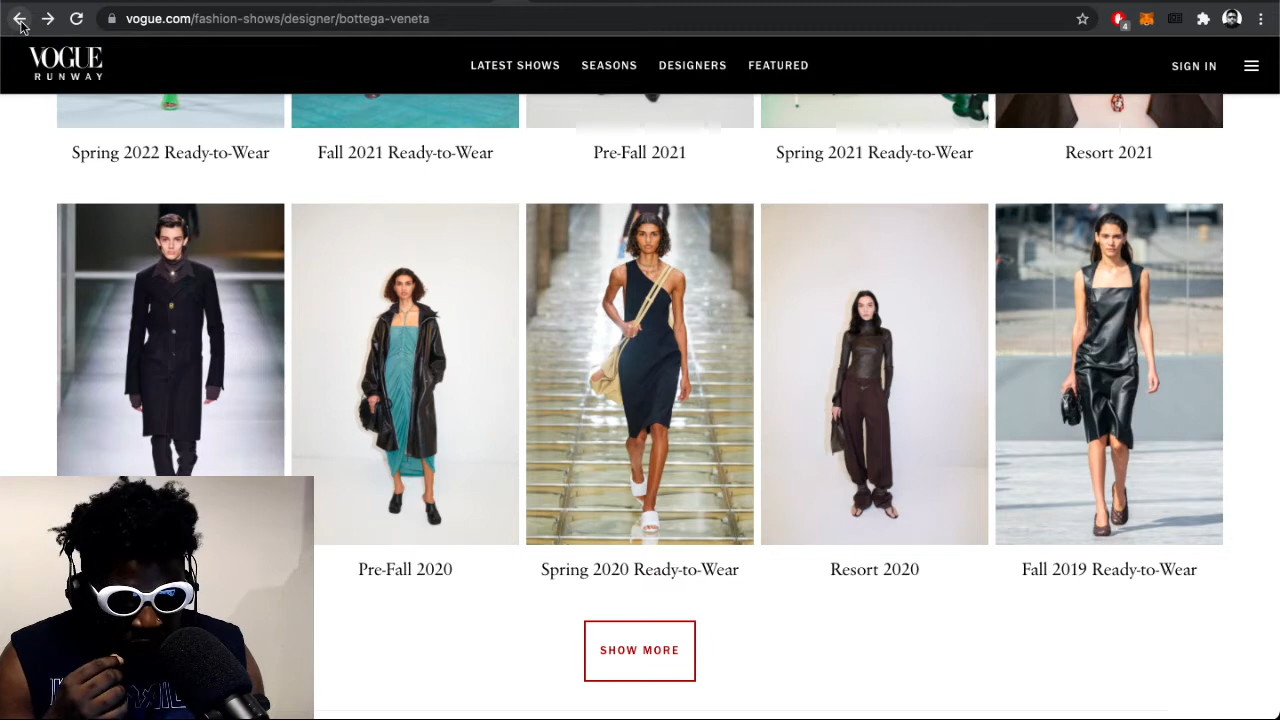 vogue.com/fashion-shows/designer/bottega-veneta
4
VOGUE
RUNWAY
LATEST SHOWS
SEASONS
DESIGNERS
FEATURED
SIGN IN
Spring 2022 Ready-to-Wear
Fall 2021 Ready-to-Wear
Pre-Fall 2021
Spring 2021 Ready-to-Wear
Resort 2021
Pre-Fall 2020
Spring 2020 Ready-to-Wear
Resort 2020
Fall 2019 Ready-to-Wear
SHOW MORE